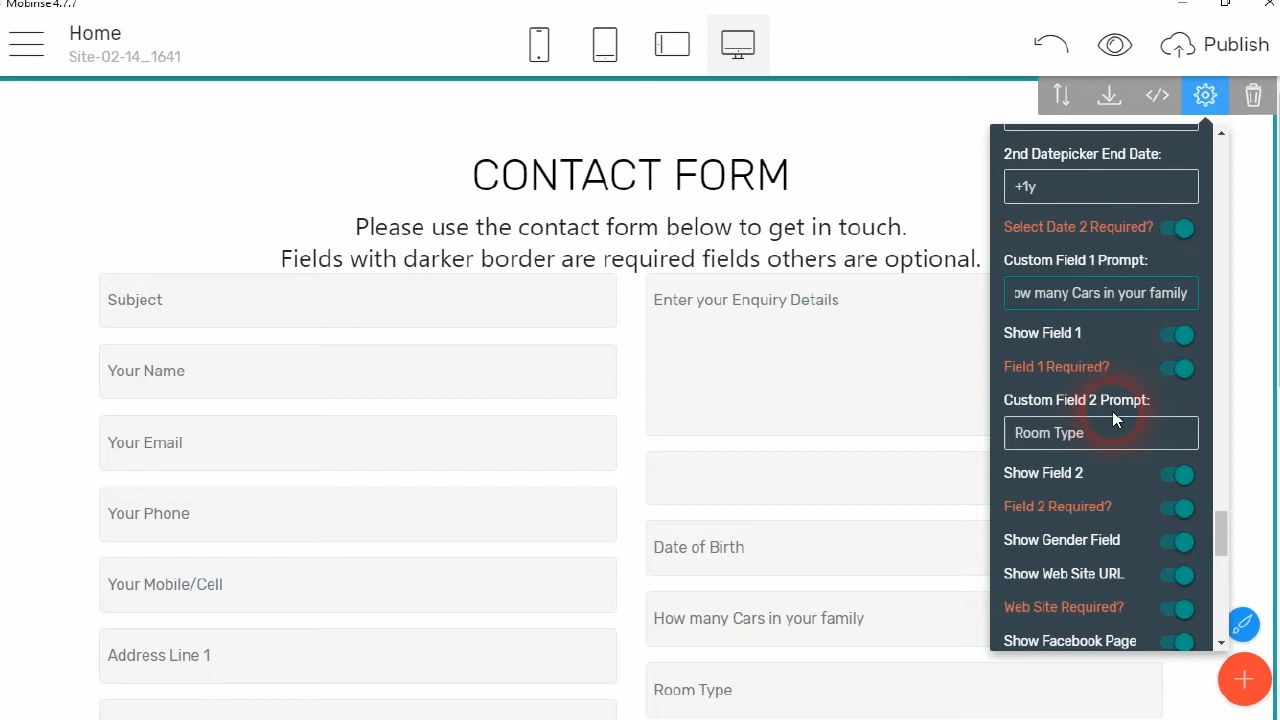 Mobirise 4.7.7
Home
Site-02-14_1641
Publish
CONTACT FORM
Please use the contact form below to get in touch.
Fields with darker border are required fields others are optional.
Subject
Your Name
Your Email
Your Phone
Your Mobile/Cell
Address Line 1
Enter your Enquiry Details
Date of Birth
How many Cars in your family
Room Type
2nd Datepicker End Date:
+1y
Select Date 2 Required?
Custom Field 1 Prompt:
ow many Cars in your family
Show Field 1
Field 1 Required?
Custom Field 2 Prompt:
Room Type
Show Field 2
Field 2 Required?
Show Gender Field
Show Web Site URL
Web Site Required?
Show Facebook Page